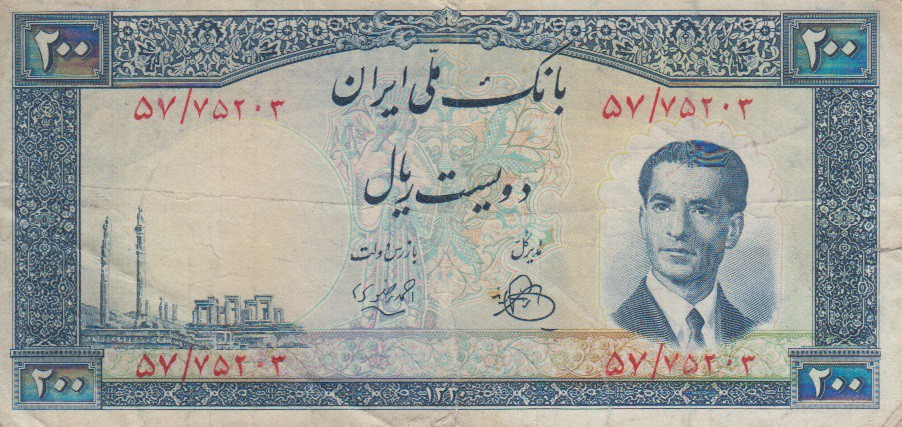 ۲۰۰ ۲۰۰
بانک ملّی ایران
۵۷/۷۵۲۰۳ ۵۷/۷۵۲۰۳
دویست ریال
مدیر کل بازرس دولت
۵۷/۷۵۲۰۳ ۵۷/۷۵۲۰۳
۲۰۰ ۲۰۰